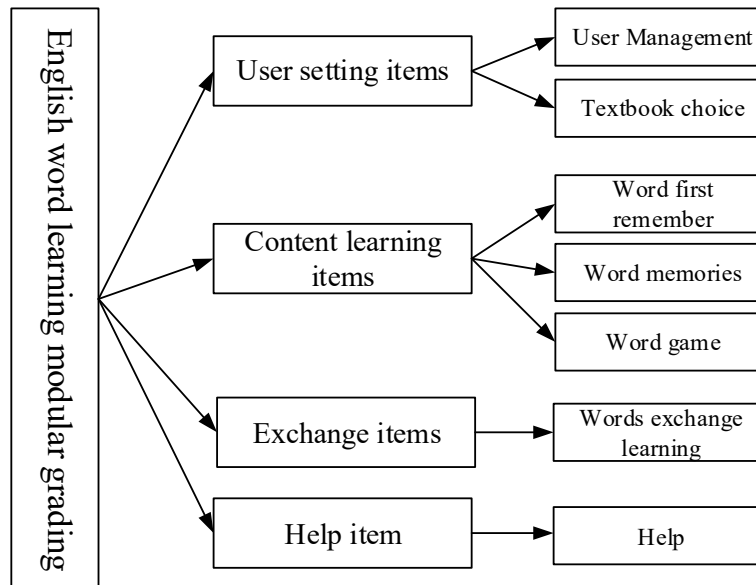 English word learning modular grading
User setting items
User Management
Textbook choice
Content learning
items
Word first
remember
Word memories
Word game
Exchange items
Words exchange
learning
Help item
Help